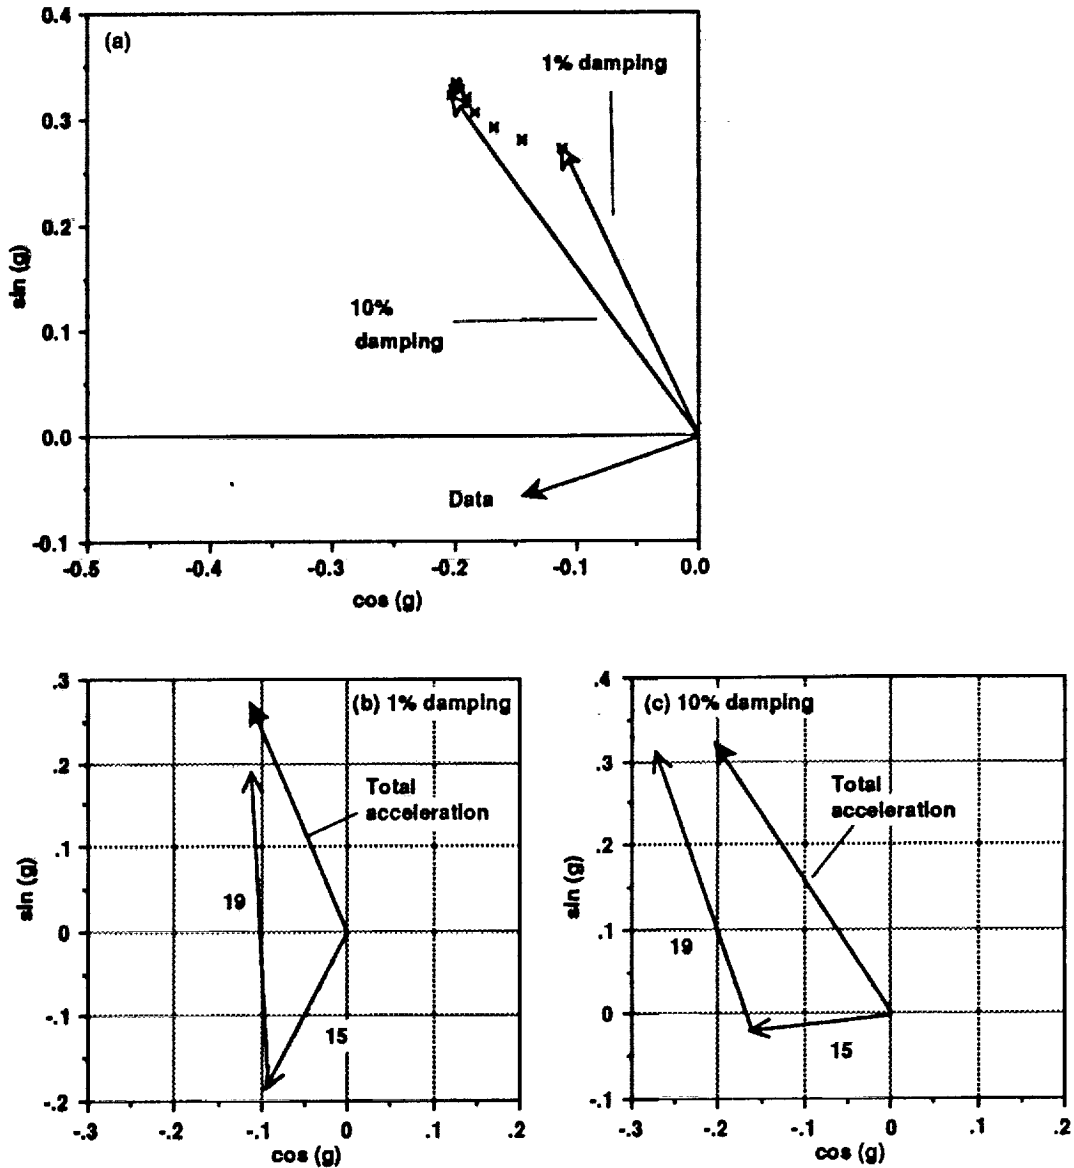 (a)
0.4
0.3
0.2
0.1
0.0
-0.1
sin (g)
1% damping
10%
damping
Data
-0.5 -0.4 -0.3 -0.2 -0.1 0.0
cos (g)
(b) 1% damping
.3
.2
.1
0
-.1
-.2
sin (g)
Total
acceleration
19
15
-.3 -.2 -.1 0 .1 .2
cos (g)
(c) 10% damping
.4
.3
.2
.1
0
-.1
sin (g)
Total
acceleration
19
15
-.3 -.2 -.1 0 .1 .2
cos (g)